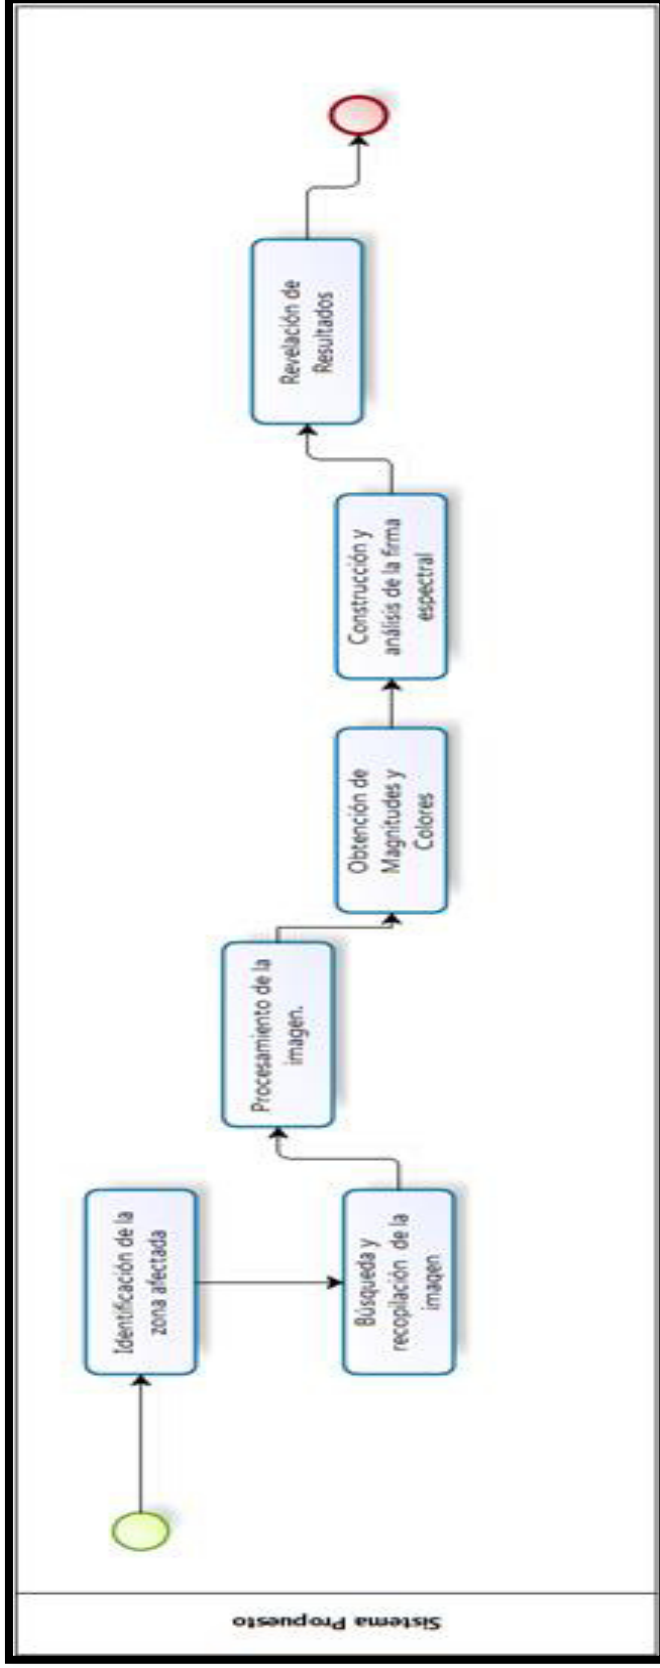 Sistema Propuesto
Identificación de la
zona afectada
Búsqueda y
recopilación de la
imagen
Procesamiento de la
imagen.
Obtención de
Magnitudes y
Colores
Construcción y
análisis de la firma
espectral
Revelación de
Resultados